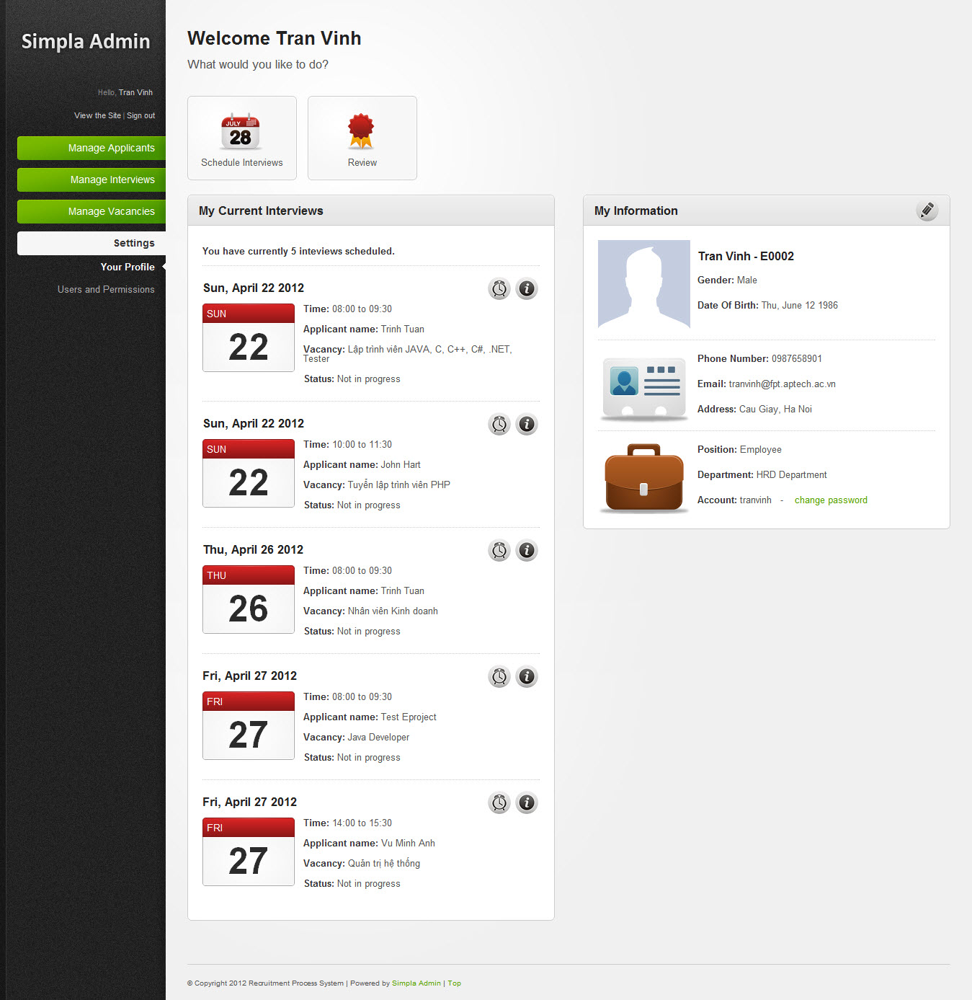 Simpla Admin
Hello, Tran Vinh
View the Site | Sign out
Manage Applicants
Manage Interviews
Manage Vacancies
Settings
Your Profile
Users and Permissions
Welcome Tran Vinh
What would you like to do?
JULY
28
Schedule Interviews
Review
My Current Interviews
You have currently 5 inteviews scheduled.
Sun, April 22 2012
SUN
22
Time: 08:00 to 09:30
Applicant name: Trinh Tuan
Vacancy: Lập trình viên JAVA, C, C++, C#, .NET,
Tester
Status: Not in progress
Sun, April 22 2012
SUN
22
Time: 10:00 to 11:30
Applicant name: John Hart
Vacancy: Tuyển lập trình viên PHP
Status: Not in progress
Thu, April 26 2012
THU
26
Time: 08:00 to 09:30
Applicant name: Trinh Tuan
Vacancy: Nhân viên Kinh doanh
Status: Not in progress
Fri, April 27 2012
FRI
27
Time: 08:00 to 09:30
Applicant name: Test Eproject
Vacancy: Java Developer
Status: Not in progress
Fri, April 27 2012
FRI
27
Time: 14:00 to 15:30
Applicant name: Vu Minh Anh
Vacancy: Quản trị hệ thống
Status: Not in progress
My Information
Tran Vinh - E0002
Gender: Male
Date Of Birth: Thu, June 12 1986
Phone Number: 0987658901
Email: tranvinh@fpt.aptech.ac.vn
Address: Cau Giay, Ha Noi
Position: Employee
Department: HRD Department
Account: tranvinh - change password
© Copyright 2012 Recruitment Process System | Powered by Simpla Admin | Top